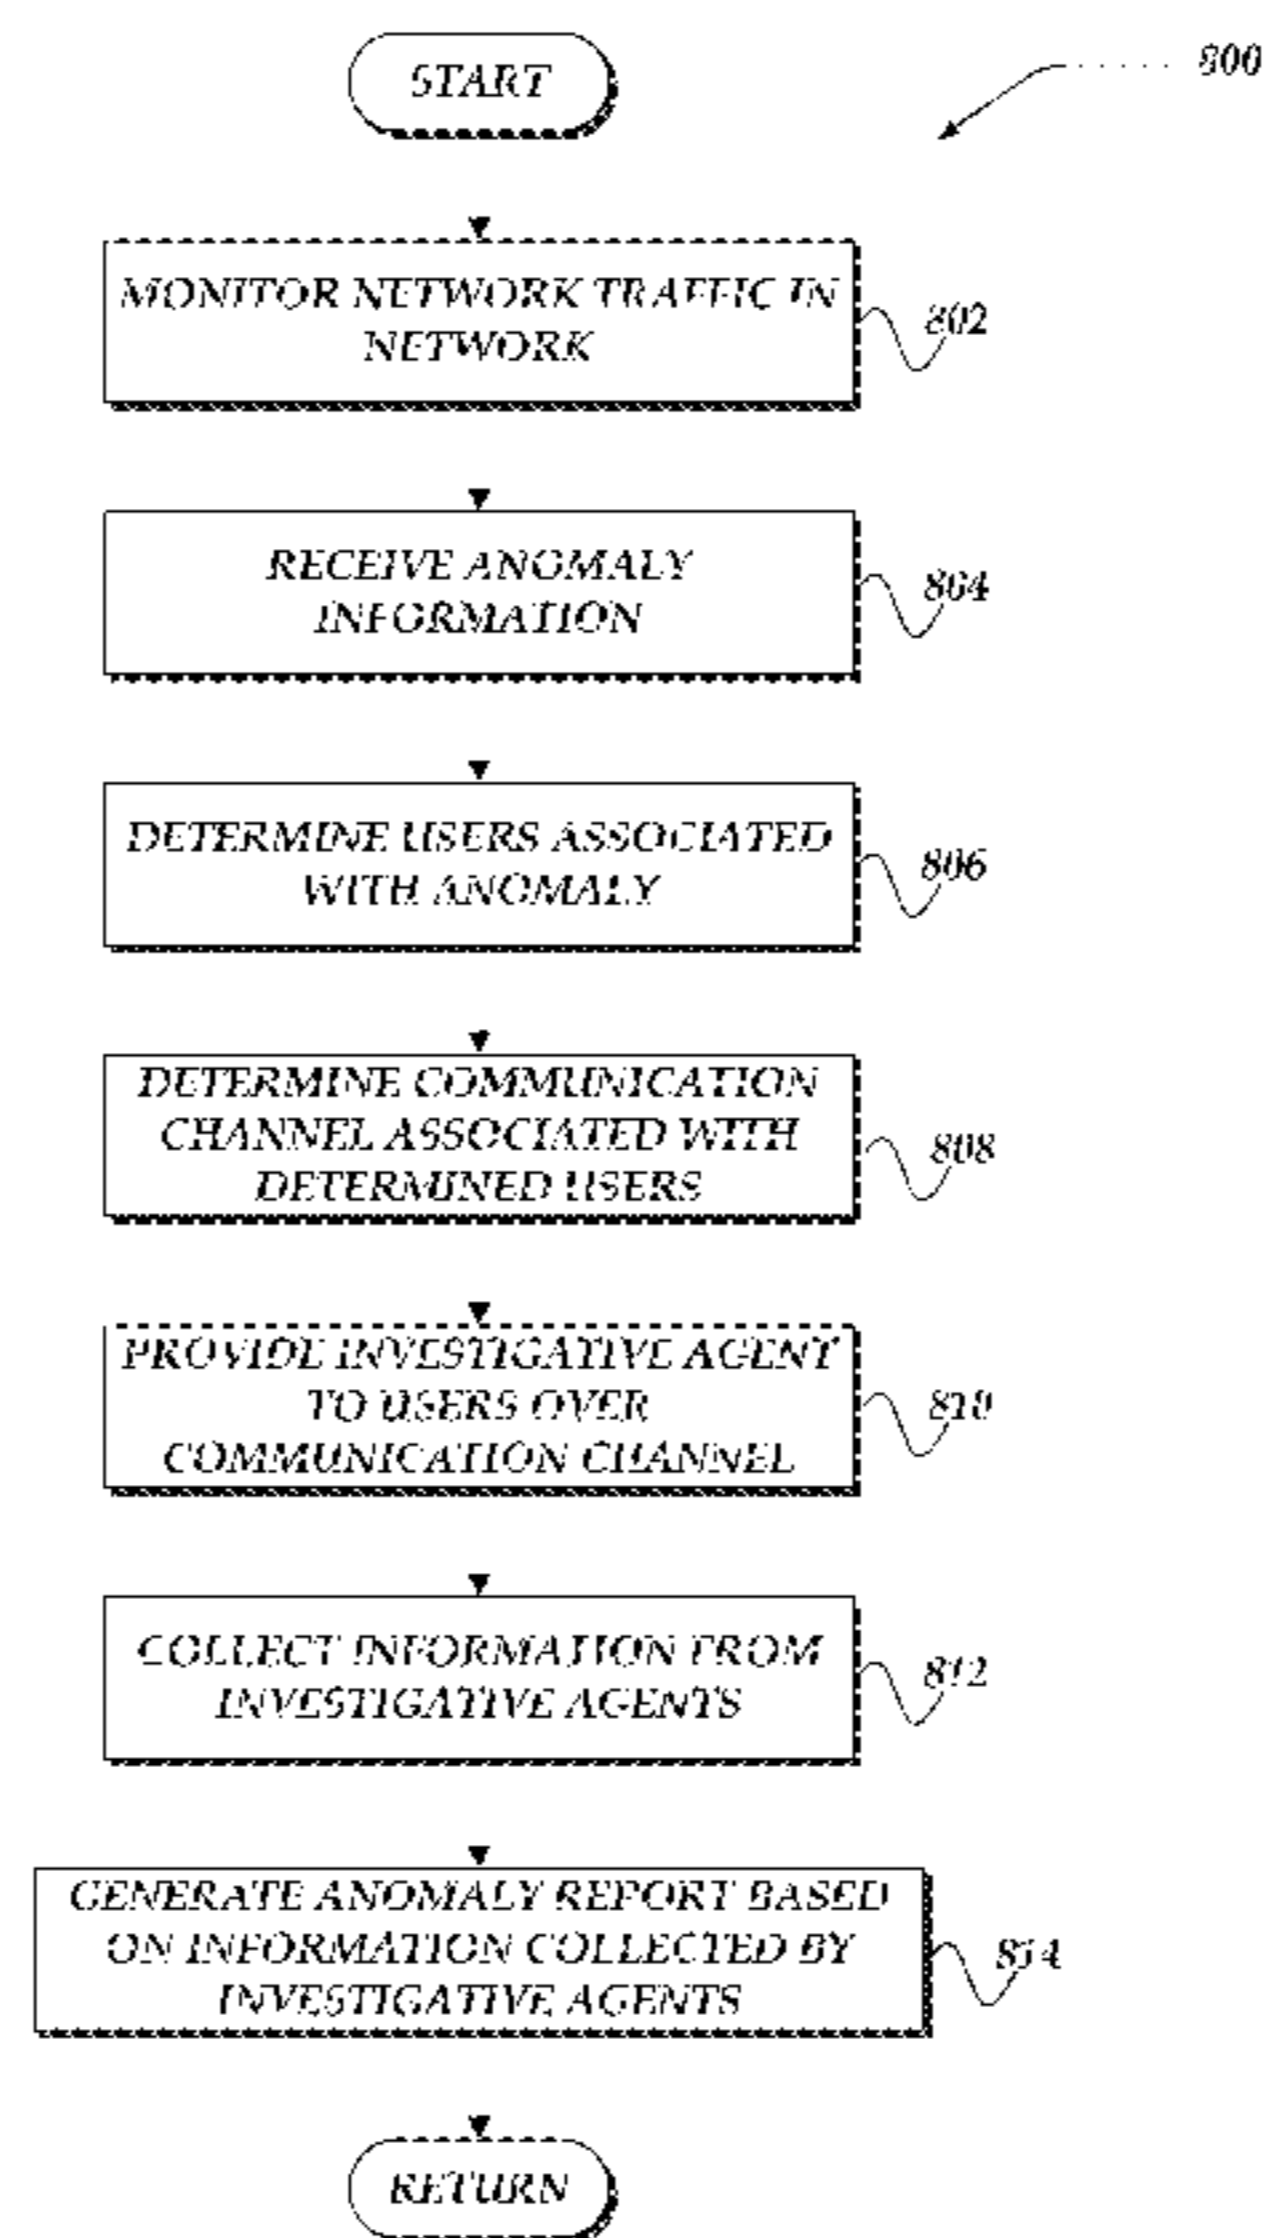 START
800
MONITOR NETWORK TRAFFIC IN
NETWORK
802
RECEIVE ANOMALY
INFORMATION
804
DETERMINE USERS ASSOCIATED
WITH ANOMALY
806
DETERMINE COMMUNICATION
CHANNEL ASSOCIATED WITH
DETERMINED USERS
808
PROVIDE INVESTIGATIVE AGENT
TO USERS OVER
COMMUNICATION CHANNEL
810
COLLECT INFORMATION FROM
INVESTIGATIVE AGENTS
812
GENERATE ANOMALY REPORT BASED
ON INFORMATION COLLECTED BY
INVESTIGATIVE AGENTS
814
RETURN